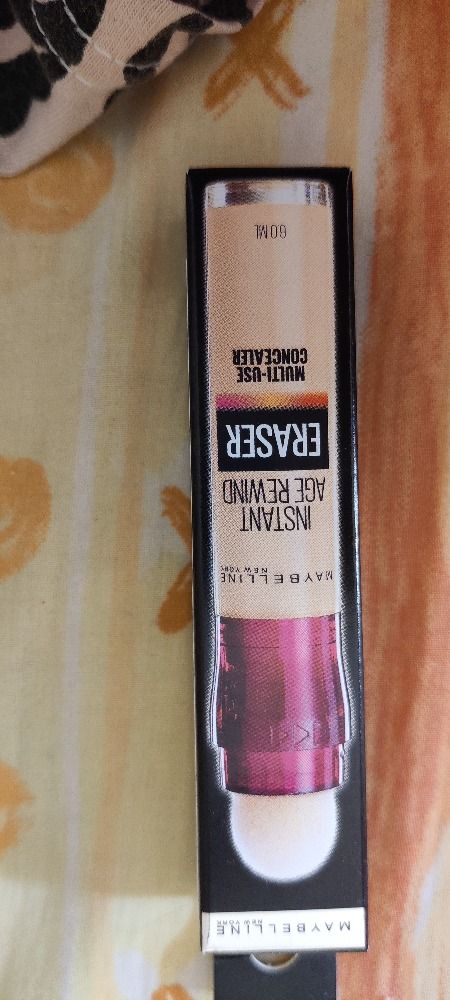 MAYBELLINE
NEW YORK
MAYBELLINE
NEW YORK
INSTANT
AGE REWIND
ERASER
MULTI-USE
CONCEALER
60ML